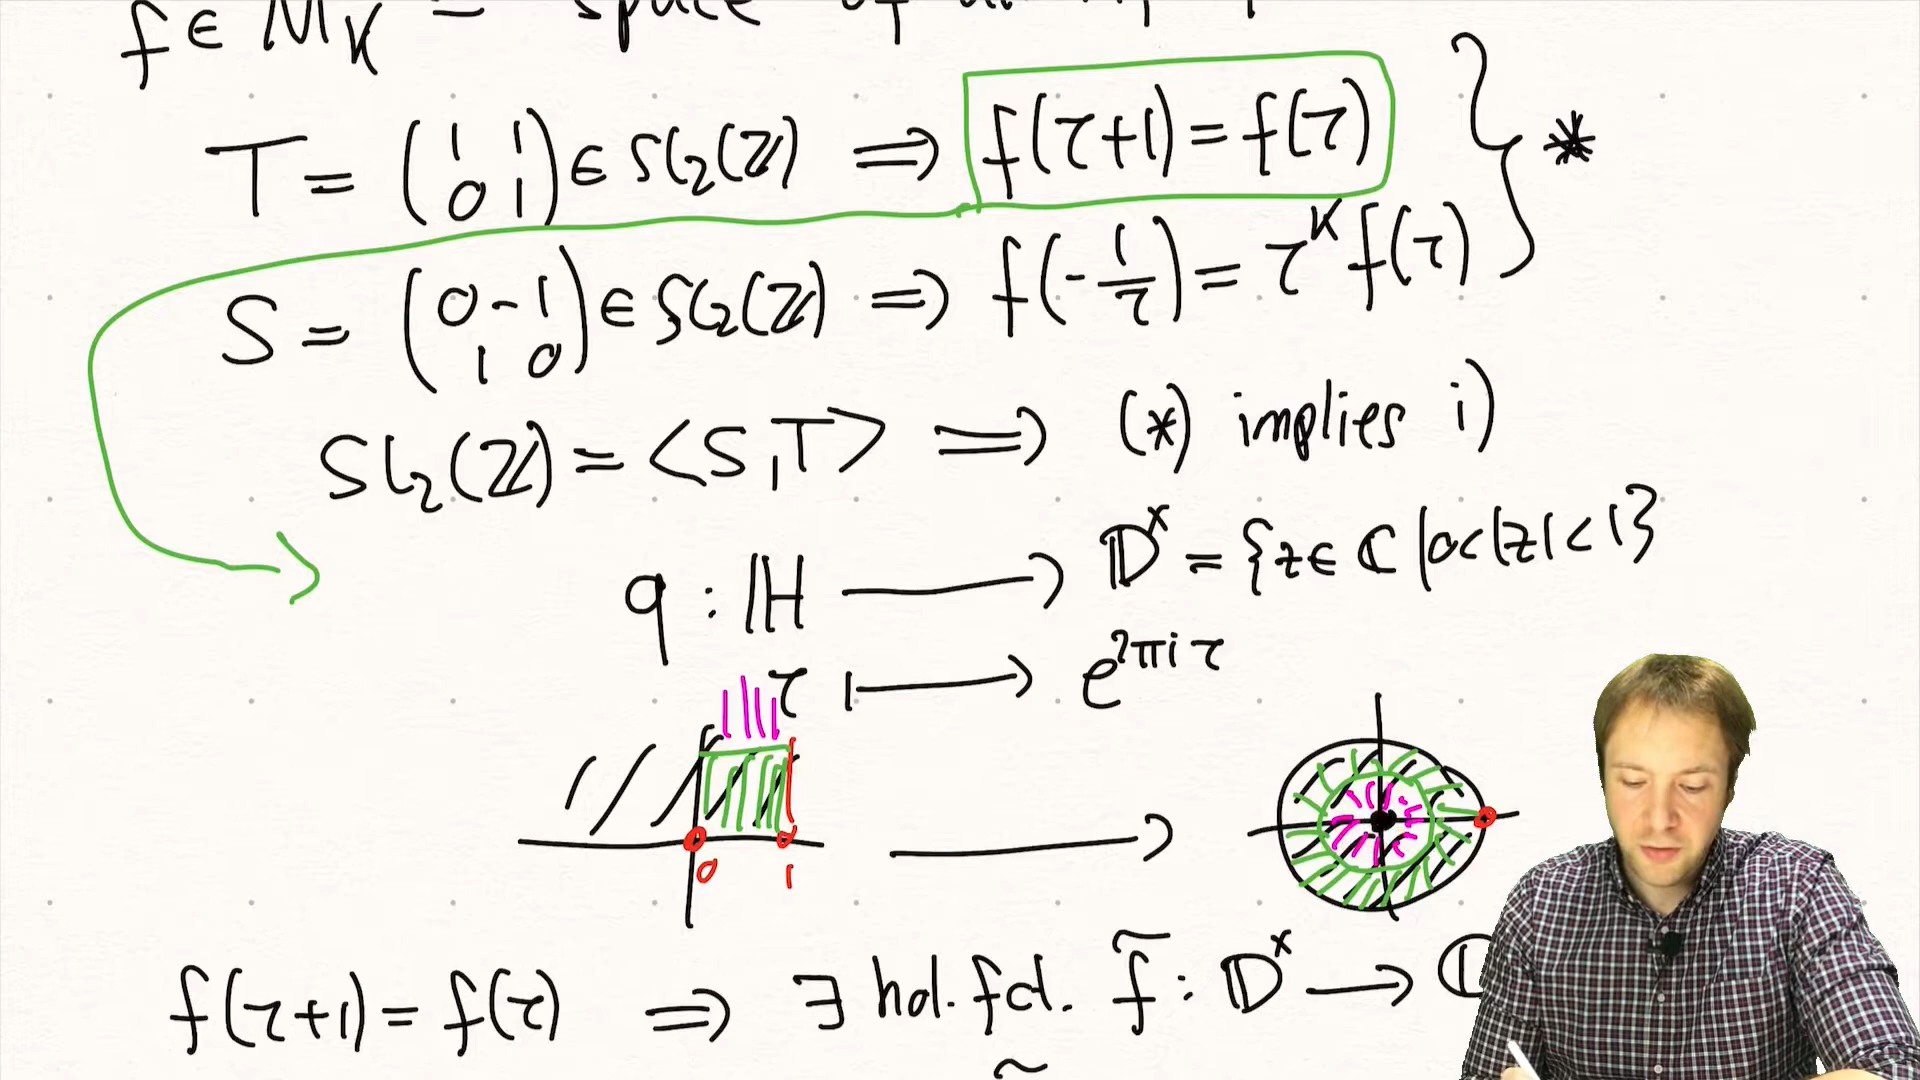 f ∈ M_K = space of
T = (1 1 0 1) ∈ SL₂(ℤ) ⟹ f(τ+1) = f(τ)
*
S = (0 -1 1 0) ∈ SL₂(ℤ) ⟹ f(-1/τ) = τ^K f(τ)
SL₂(ℤ) = <S,T> ⟹ (*) implies i)
q : ℍ ⟶ 𝔻^× = {z ∈ ℂ | 0<|z|<1}
τ ⟼ e^{2πiτ}
0 1
f(τ+1) = f(τ) ⟹ ∃ hol. fct. f̃ : 𝔻^× ⟶ ℂ